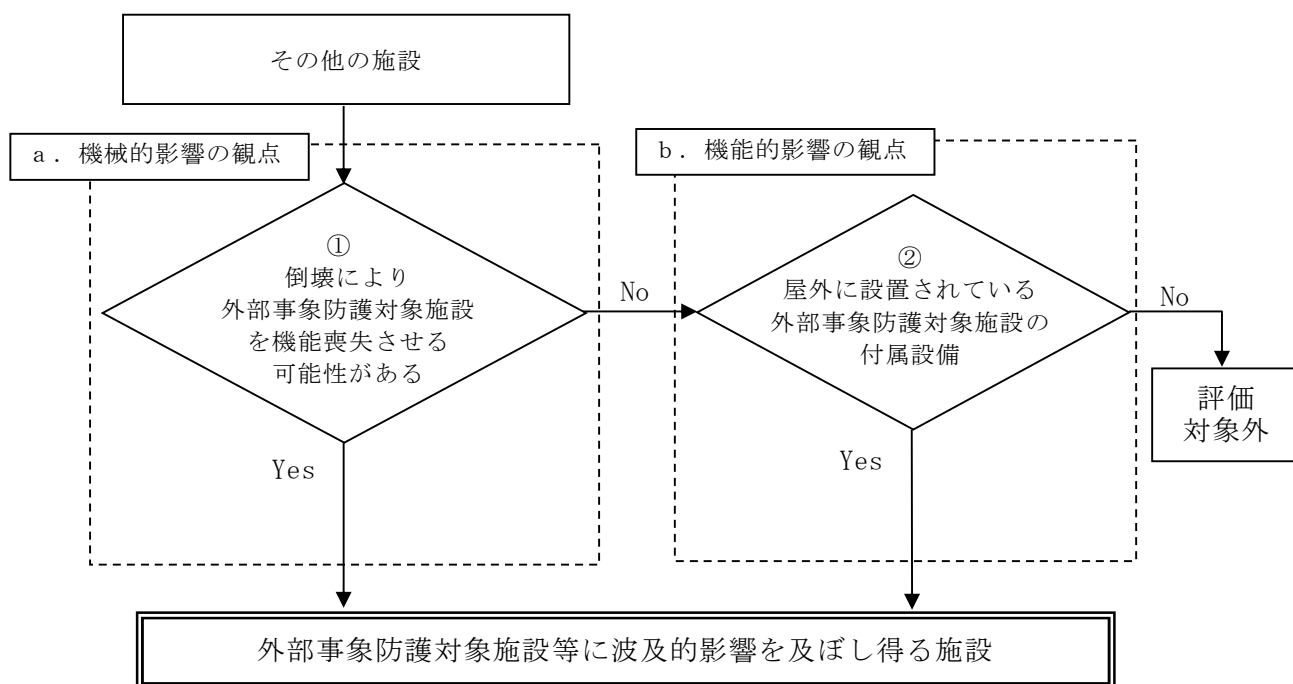 その他の施設
a．機械的影響の観点
①
倒壊により
外部事象防護対象施設
を機能喪失させる
可能性がある
No
Yes
b．機能的影響の観点
②
屋外に設置されている
外部事象防護対象施設の
付属設備
No
Yes
評価
対象外
外部事象防護対象施設等に波及的影響を及ぼし得る施設